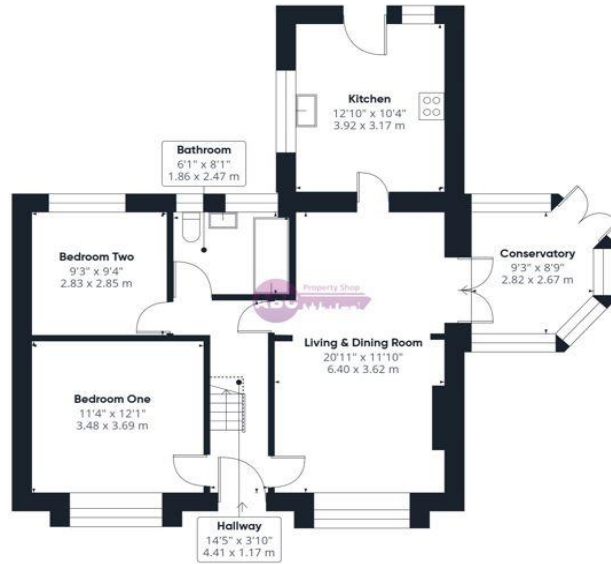 Kitchen
12'10" x 10'4"
3.92 x 3.17 m
Bathroom
6'1" x 8'1"
1.86 x 2.47 m
Bedroom Two
9'3" x 9'4"
2.83 x 2.85 m
Conservatory
9'3" x 8'9"
2.82 x 2.67 m
Property Shop
Living & Dining Room
20'11" x 11'10"
6.40 x 3.62 m
Bedroom One
11'4" x 12'1"
3.48 x 3.69 m
Hallway
14'5" x 3'10"
4.41 x 1.17 m